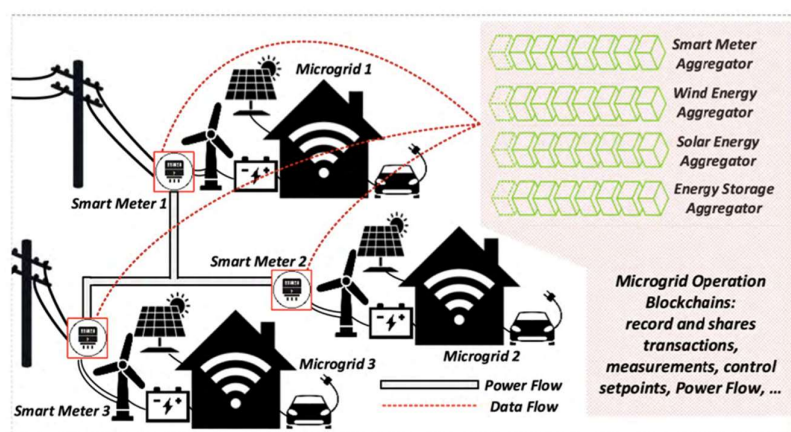 Microgrid 1
Smart Meter 1
Smart Meter
Aggregator
Wind Energy
Aggregator
Solar Energy
Aggregator
Energy Storage
Aggregator
Smart Meter 2
Microgrid 2
Microgrid 3
Smart Meter 3
Power Flow
Data Flow
Microgrid Operation
Blockchains:
record and shares
transactions,
measurements, control
setpoints, Power Flow, ...